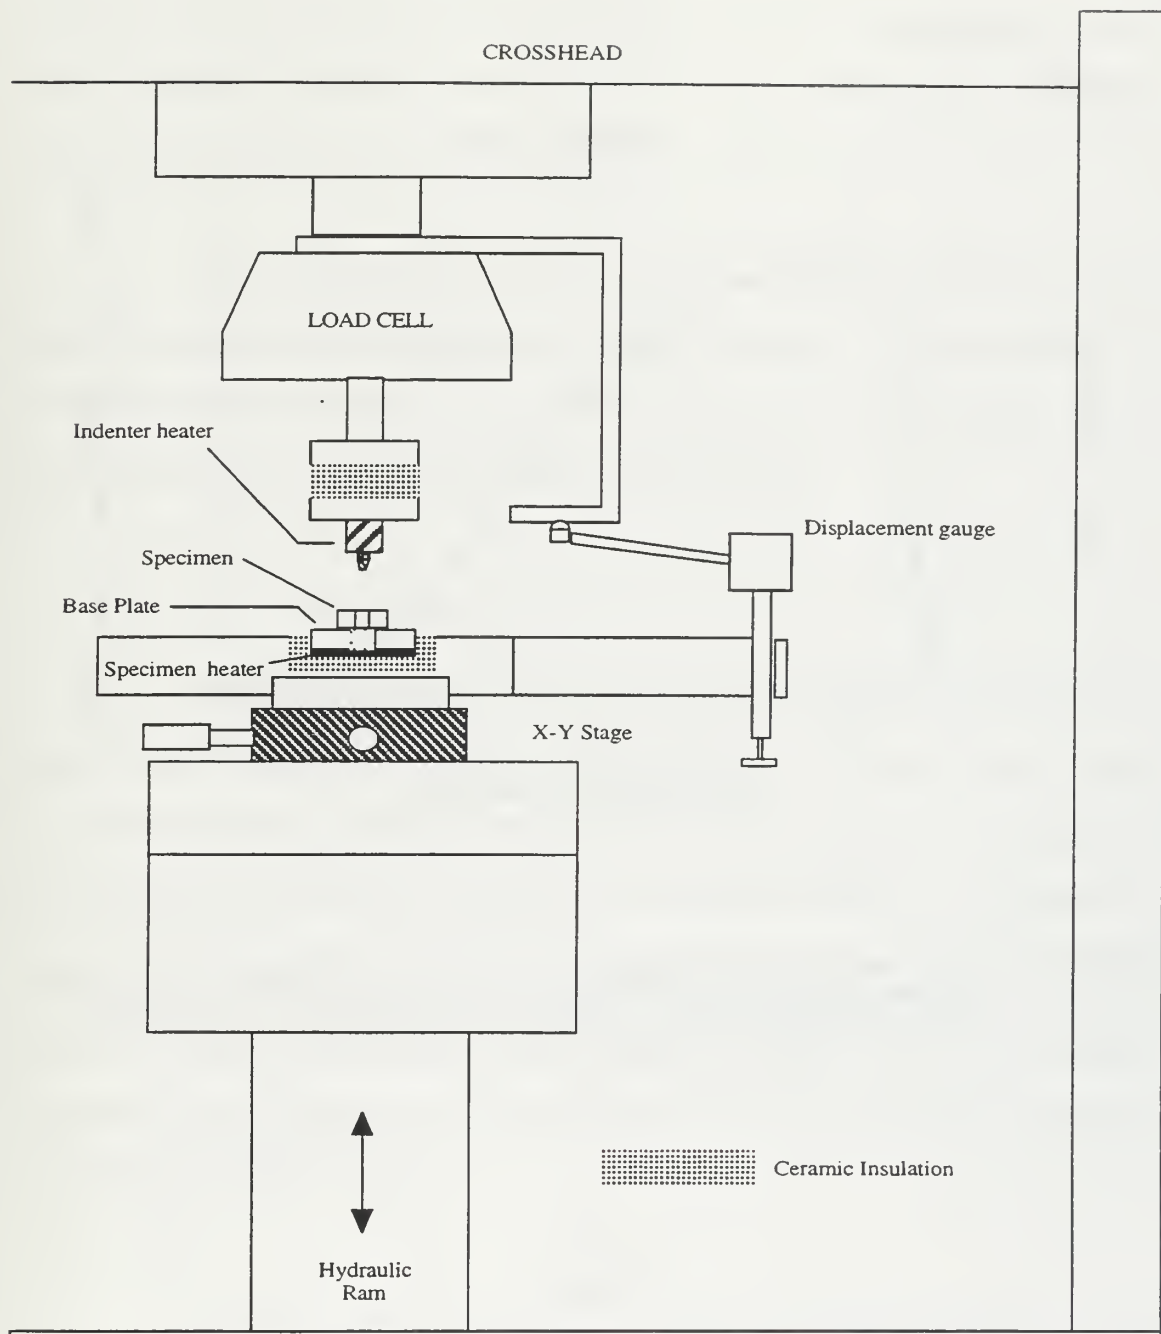 CROSSHEAD
LOAD CELL
Indenter heater
Displacement gauge
Specimen
Base Plate
Specimen heater
X-Y Stage
Ceramic Insulation
Hydraulic
Ram